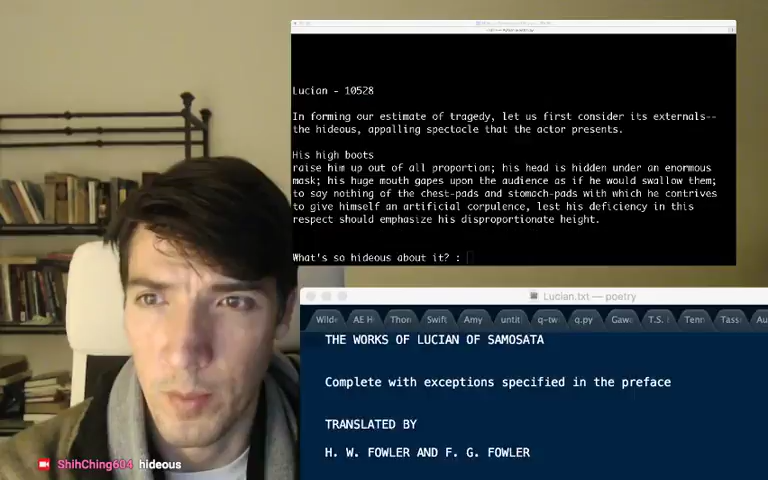 Lucian - 10528
In forming our estimate of tragedy, let us first consider its externals--
the hideous, appalling spectacle that the actor presents.
His high boots
raise him up out of all proportion; his head is hidden under an enormous
mask; his huge mouth gapes upon the audience as if he would swallow them;
to say nothing of the chest-pads and stomach-pads with which he contrives
to give himself an artificial corpulence, lest his deficiency in this
respect should emphasize his disproportionate height.
What's so hideous about it? :
Lucian.txt — poetry
Wilde AE H Thor Swift Amy untit q-tw q.py Gaw T.S. Tenn Tass Au
THE WORKS OF LUCIAN OF SAMOSATA
Complete with exceptions specified in the preface
TRANSLATED BY
H. W. FOWLER AND F. G. FOWLER
ShihChing604 hideous